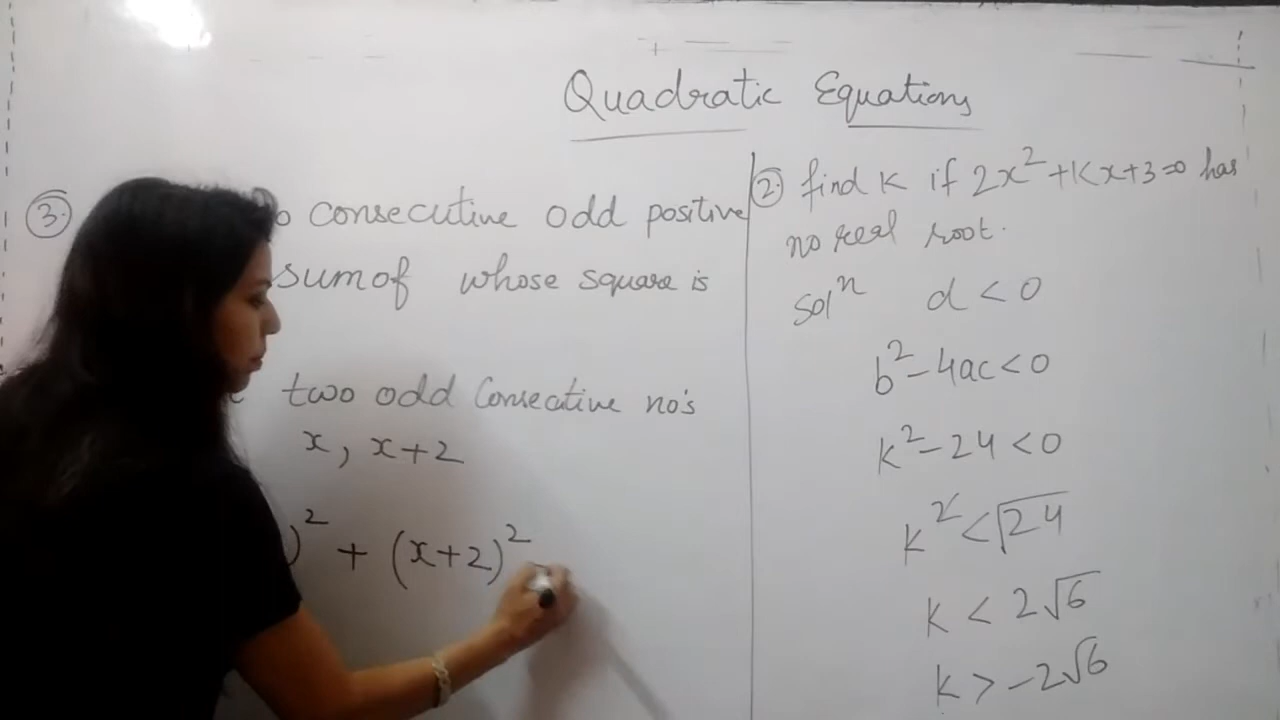 Quadratic Equations
3.
consecutive odd positive
sum of whose square is
two odd Consecutive no's
x, x+2
)² + (x+2)² =
2. find K if 2x² + Kx+3=0 has
no real root.
Solⁿ d < 0
b² - 4ac < 0
K² - 24 < 0
K² < √24
K < 2√6
K > -2√6